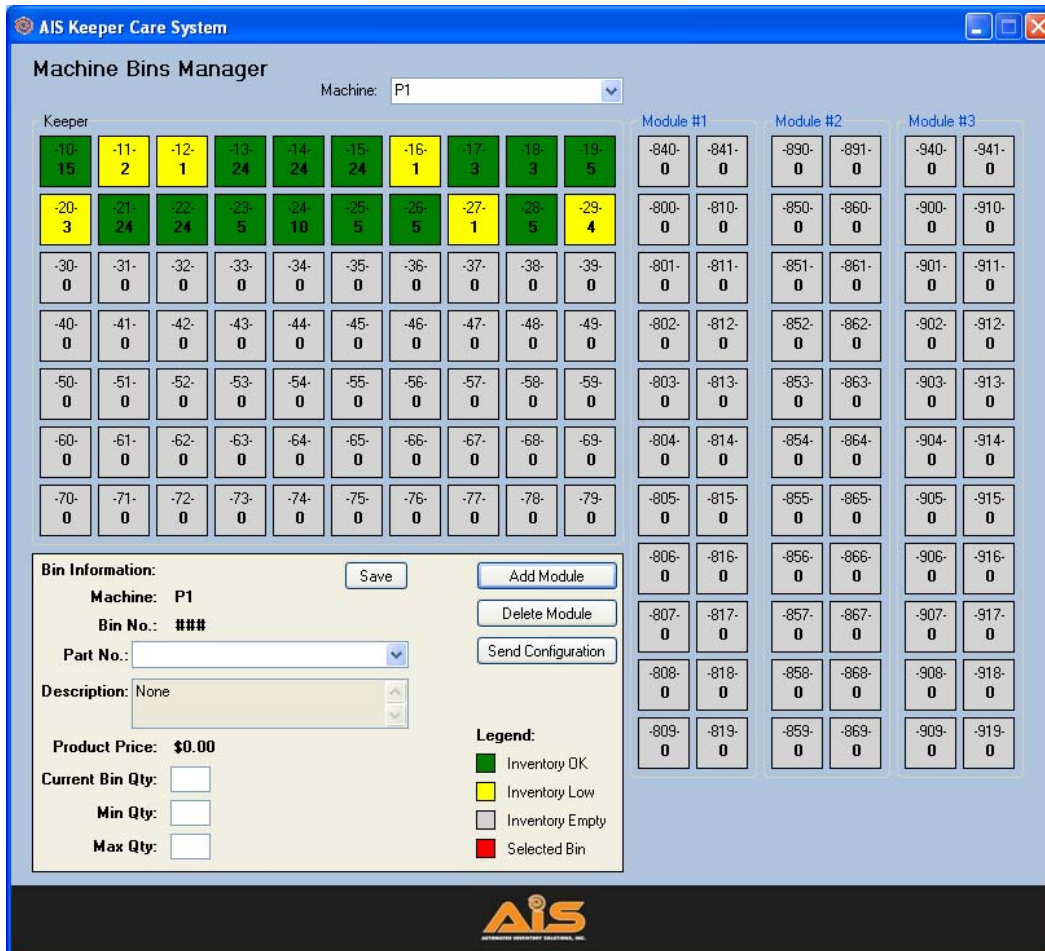 AIS Keeper Care System
Machine Bins Manager
Machine: P1
Keeper
-10- -11- -12- -13- -14- -15- -16- -17- -18- -19-
15 2 1 24 24 24 1 3 3 5
-20- -21- -22- -23- -24- -25- -26- -27- -28- -29-
3 24 24 5 10 5 5 1 5 4
-30- -31- -32- -33- -34- -35- -36- -37- -38- -39-
0 0 0 0 0 0 0 0 0 0
-40- -41- -42- -43- -44- -45- -46- -47- -48- -49-
0 0 0 0 0 0 0 0 0 0
-50- -51- -52- -53- -54- -55- -56- -57- -58- -59-
0 0 0 0 0 0 0 0 0 0
-60- -61- -62- -63- -64- -65- -66- -67- -68- -69-
0 0 0 0 0 0 0 0 0 0
-70- -71- -72- -73- -74- -75- -76- -77- -78- -79-
0 0 0 0 0 0 0 0 0 0
Module #1
-840- -841-
0 0
-800- -810-
0 0
-801- -811-
0 0
-802- -812-
0 0
-803- -813-
0 0
-804- -814-
0 0
-805- -815-
0 0
-806- -816-
0 0
-807- -817-
0 0
-808- -818-
0 0
-809- -819-
0 0
Module #2
-890- -891-
0 0
-850- -860-
0 0
-851- -861-
0 0
-852- -862-
0 0
-853- -863-
0 0
-854- -864-
0 0
-855- -865-
0 0
-856- -866-
0 0
-857- -867-
0 0
-858- -868-
0 0
-859- -869-
0 0
Module #3
-940- -941-
0 0
-900- -910-
0 0
-901- -911-
0 0
-902- -912-
0 0
-903- -913-
0 0
-904- -914-
0 0
-905- -915-
0 0
-906- -916-
0 0
-907- -917-
0 0
-908- -918-
0 0
-909- -919-
0 0
Bin Information:
Save
Machine: P1
Bin No.: ###
Part No.:
Description: None
Product Price: $0.00
Current Bin Qty:
Min Qty:
Max Qty:
Add Module
Delete Module
Send Configuration
Legend:
Inventory OK
Inventory Low
Inventory Empty
Selected Bin
AiS
AUTOMATED INVENTORY SOLUTIONS, INC.